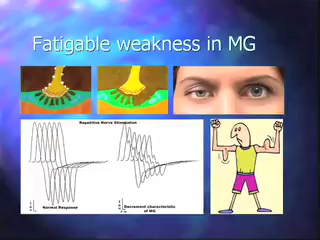 Fatigable weakness in MG
Repetitive Nerve Stimulation
Normal Response
Decrement characteristic
of MG